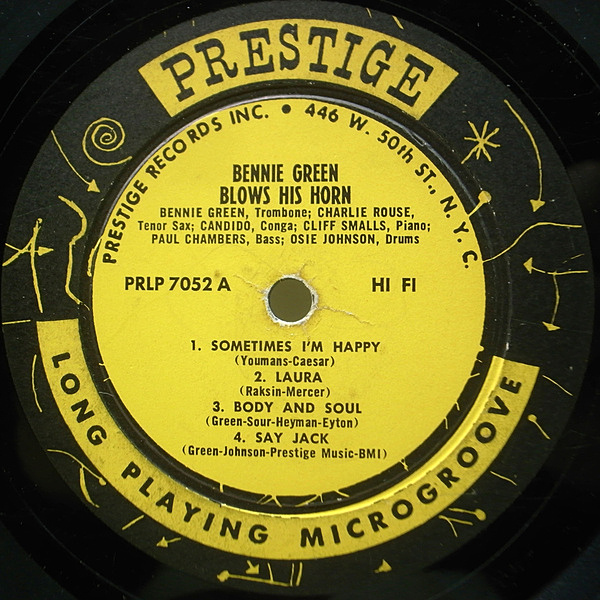 PRESTIGE
PRESTIGE RECORDS INC. • 446 W. 50th ST., N. Y. C.
BENNIE GREEN
BLOWS HIS HORN
BENNIE GREEN, Trombone; CHARLIE ROUSE,
Tenor Sax; CANDIDO, Conga; CLIFF SMALLS, Piano;
PAUL CHAMBERS, Bass; OSIE JOHNSON, Drums
PRLP 7052 A HI FI
1. SOMETIMES I'M HAPPY
(Youmans-Caesar)
2. LAURA
(Raksin-Mercer)
3. BODY AND SOUL
(Green-Sour-Heyman-Eyton)
4. SAY JACK
(Green-Johnson-Prestige Music-BMI)
LONG PLAYING MICROGROOVE